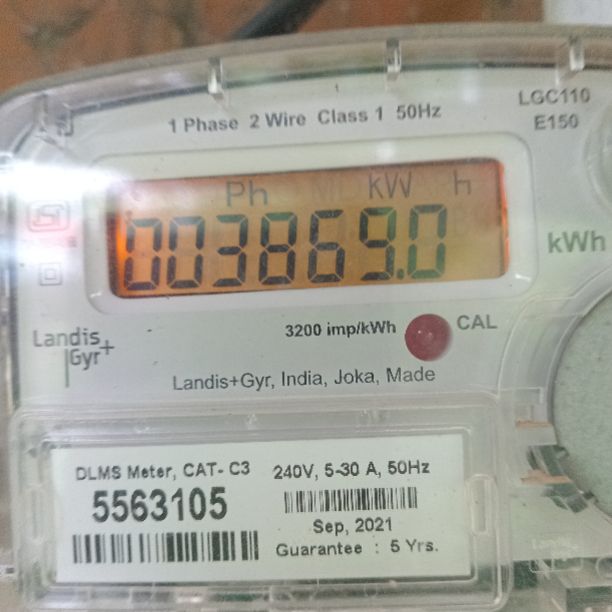 LGC110
1 Phase 2 Wire Class 1 50Hz
E150
Ph kW h
003869.0
kWh
3200 imp/kWh
CAL
Landis
Gyr+
Landis+Gyr, India, Joka, Made
DLMS Meter, CAT- C3
240V, 5-30 A, 50Hz
5563105
Sep, 2021
Guarantee : 5 Yrs.